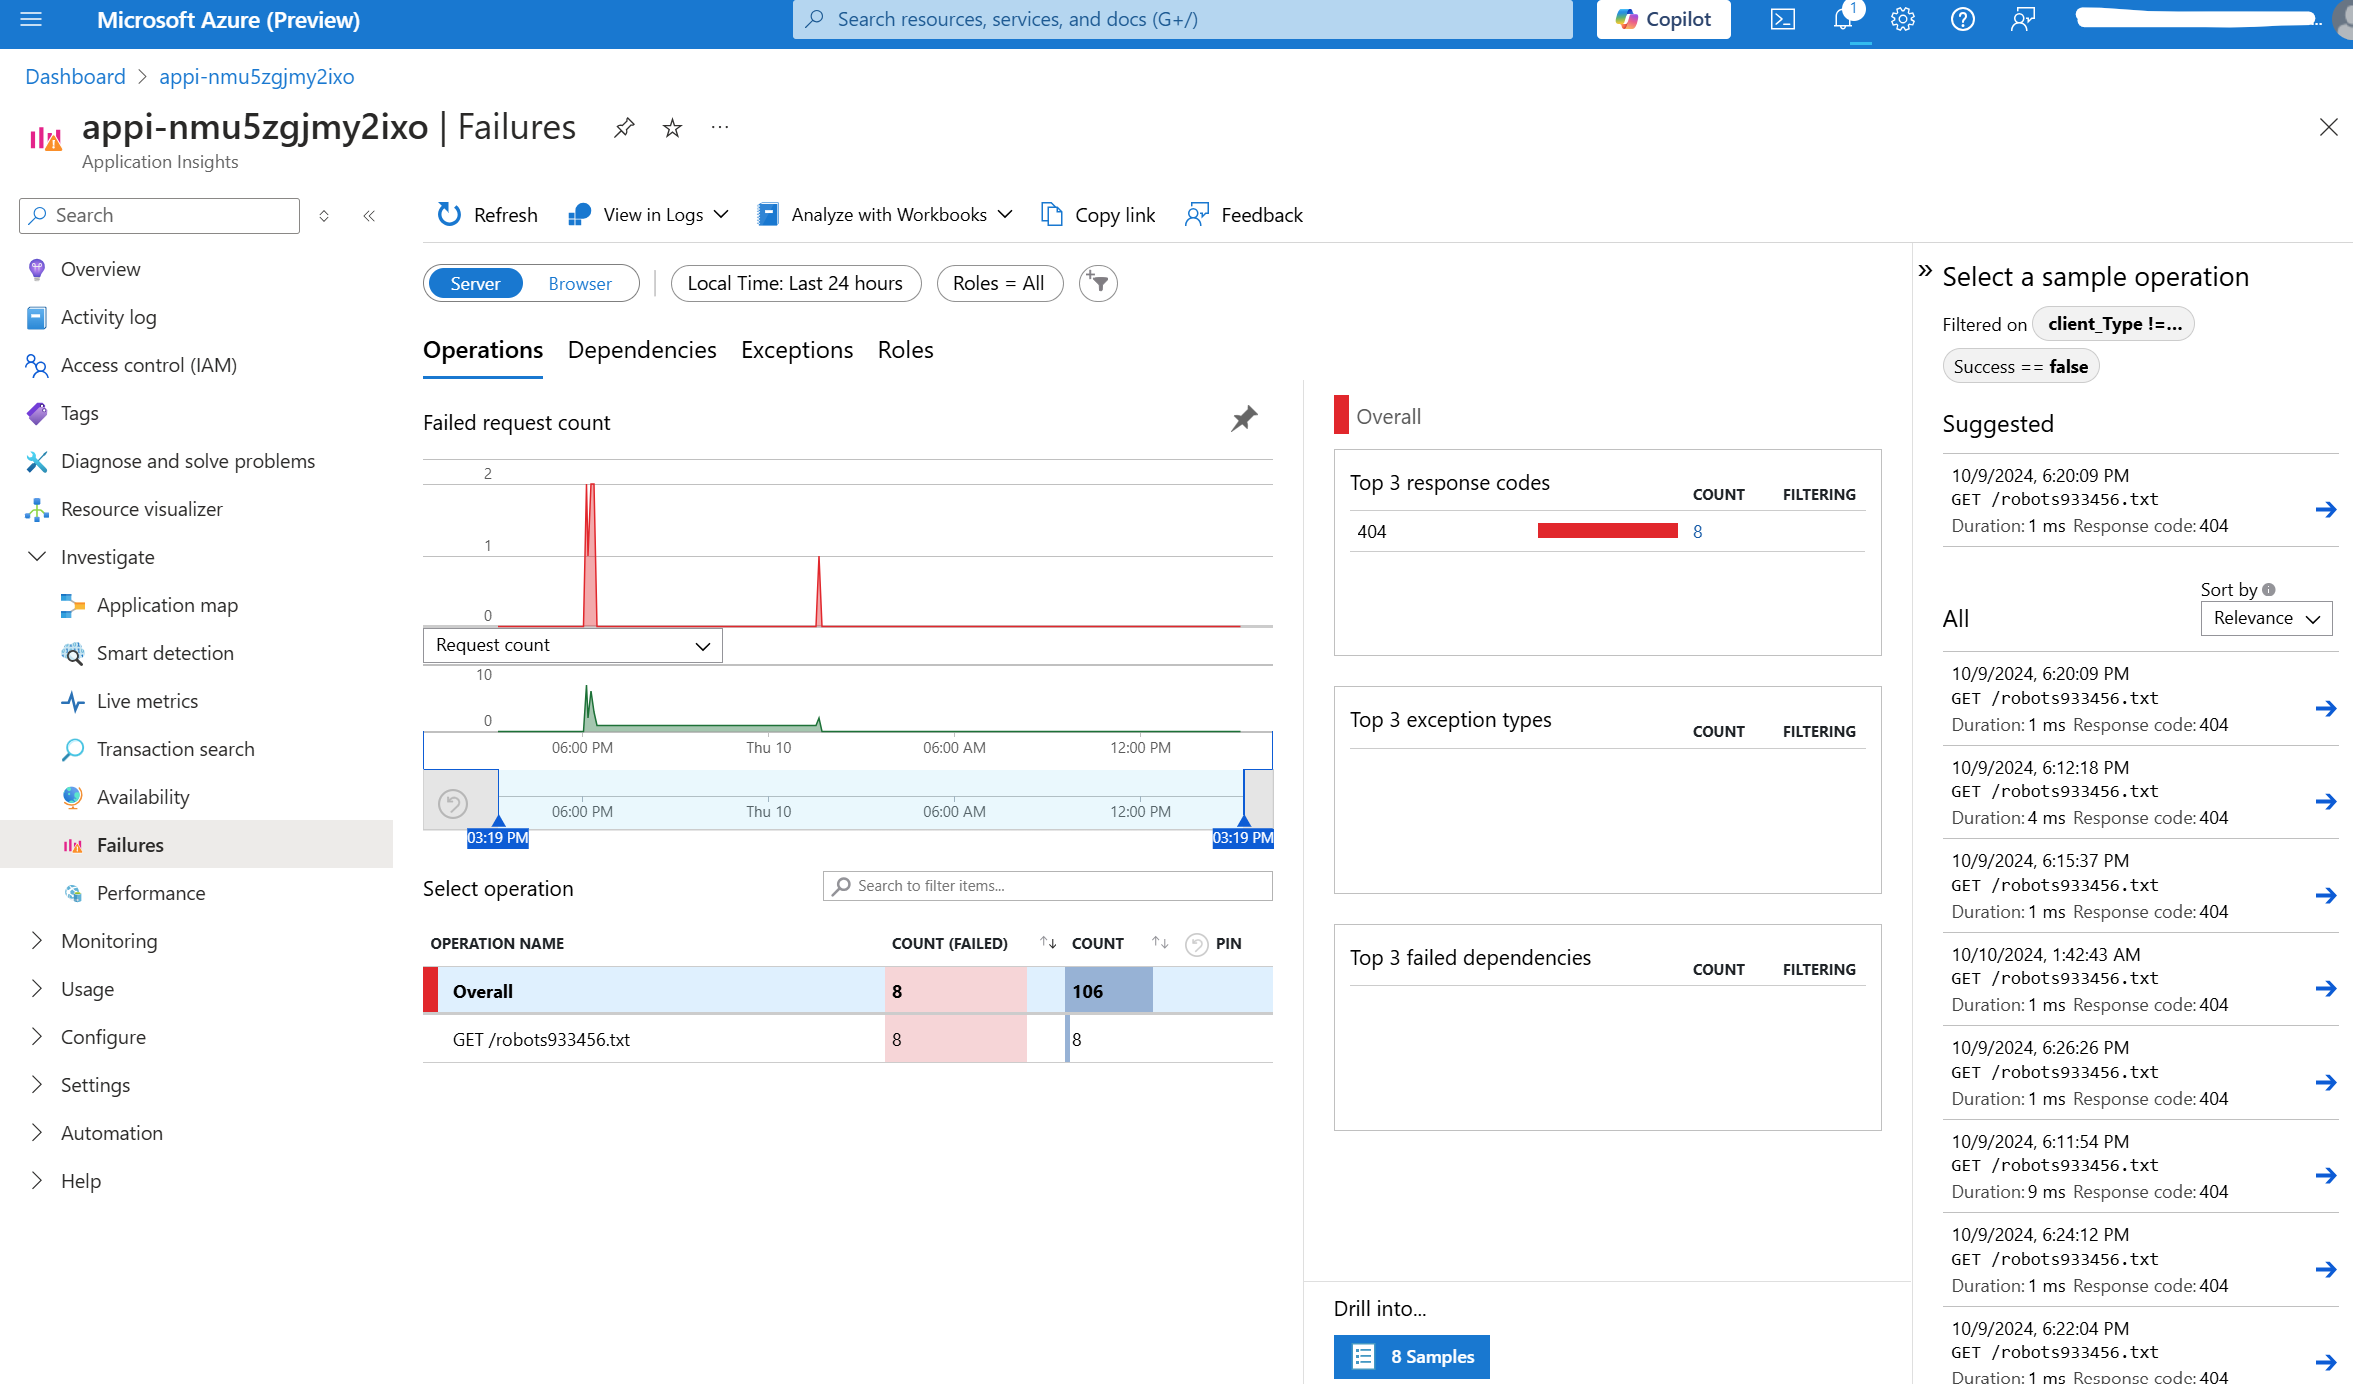 Microsoft Azure (Preview)
Search resources, services, and docs (G+/)
Copilot
1
...
Dashboard > appi-nmu5zgjmy2ixo
appi-nmu5zgjmy2ixo | Failures
Application Insights
Search
Overview
Activity log
Access control (IAM)
Tags
Diagnose and solve problems
Resource visualizer
Investigate
Application map
Smart detection
Live metrics
Transaction search
Availability
Failures
Performance
Monitoring
Usage
Configure
Settings
Automation
Help
Refresh
View in Logs
Analyze with Workbooks
Copy link
Feedback
Server
Browser
Local Time: Last 24 hours
Roles = All
Operations
Dependencies
Exceptions
Roles
Failed request count
2
1
0
Request count
10
0
06:00 PM
Thu 10
06:00 AM
12:00 PM
06:00 PM
Thu 10
06:00 AM
12:00 PM
03:19 PM
03:19 PM
Select operation
Search to filter items...
OPERATION NAME COUNT (FAILED) COUNT PIN
Overall 8 106
GET /robots933456.txt 8 8
Overall
Top 3 response codes COUNT FILTERING
404 8
Top 3 exception types COUNT FILTERING
Top 3 failed dependencies COUNT FILTERING
Drill into...
8 Samples
Select a sample operation
Filtered on client_Type !=...
Success == false
Suggested
10/9/2024, 6:20:09 PM
GET /robots933456.txt
Duration: 1 ms Response code: 404
Sort by
All
Relevance
10/9/2024, 6:20:09 PM
GET /robots933456.txt
Duration: 1 ms Response code: 404
10/9/2024, 6:12:18 PM
GET /robots933456.txt
Duration: 4 ms Response code: 404
10/9/2024, 6:15:37 PM
GET /robots933456.txt
Duration: 1 ms Response code: 404
10/10/2024, 1:42:43 AM
GET /robots933456.txt
Duration: 1 ms Response code: 404
10/9/2024, 6:26:26 PM
GET /robots933456.txt
Duration: 1 ms Response code: 404
10/9/2024, 6:11:54 PM
GET /robots933456.txt
Duration: 9 ms Response code: 404
10/9/2024, 6:24:12 PM
GET /robots933456.txt
Duration: 1 ms Response code: 404
10/9/2024, 6:22:04 PM
GET /robots933456.txt
Duration: 1 ms Response code: 404